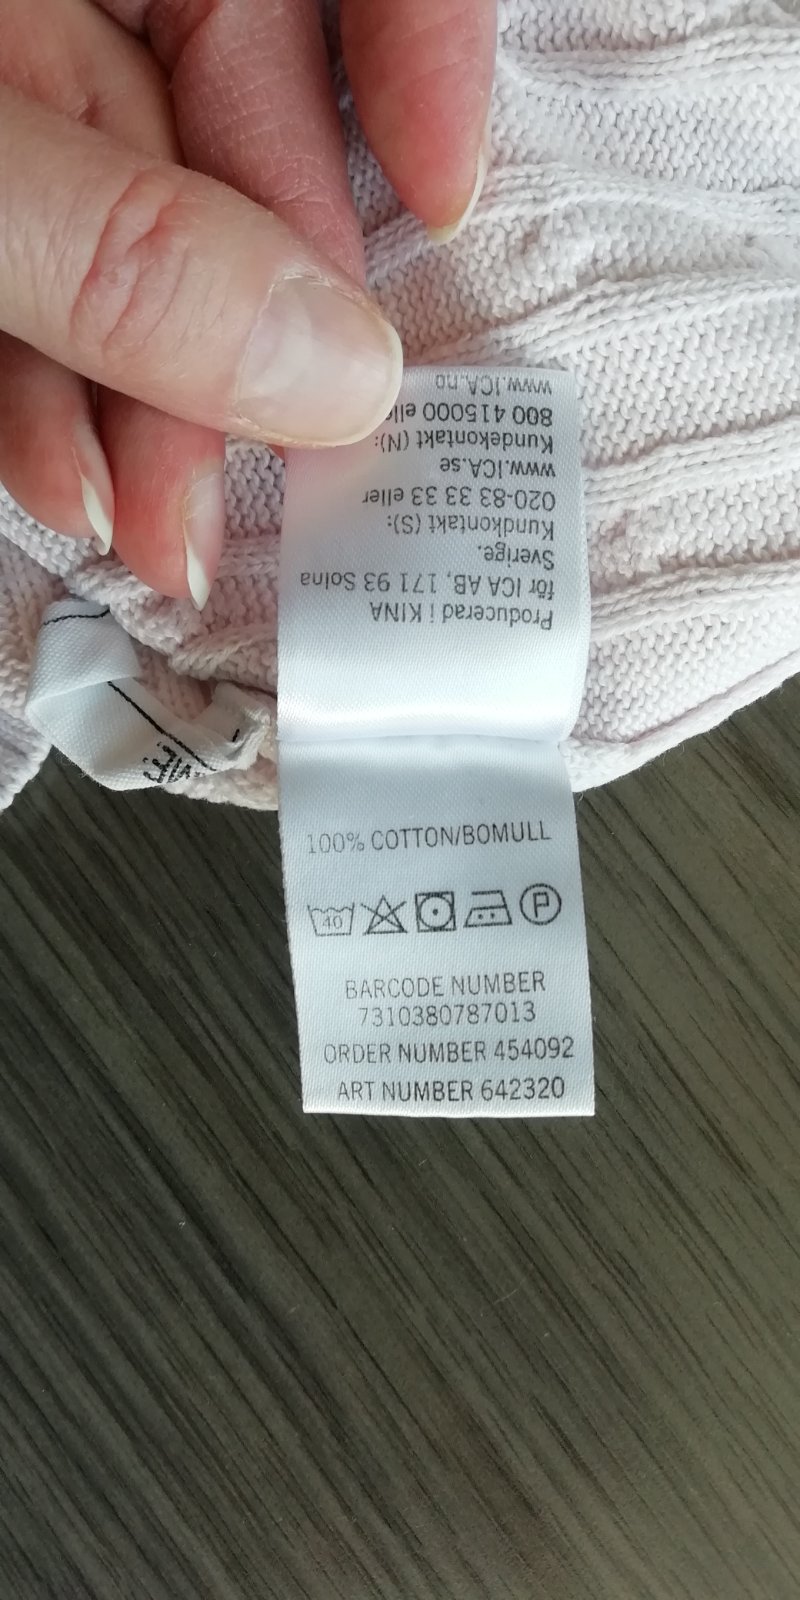 Producerad i KINA
för ICA AB, 171 93 Solna
Sverige.
Kundkontakt (S):
020-83 33 33 eller
www.ICA.se
Kundekontakt (N):
800 415000
www.ICA.no
100% COTTON/BOMULL
40
P
BARCODE NUMBER
7310380787013
ORDER NUMBER 454092
ART NUMBER 642320